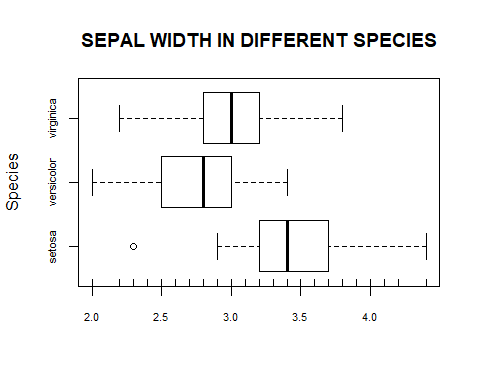 SEPAL WIDTH IN DIFFERENT SPECIES
Species
virginica
versicolor
setosa
2.0 2.5 3.0 3.5 4.0